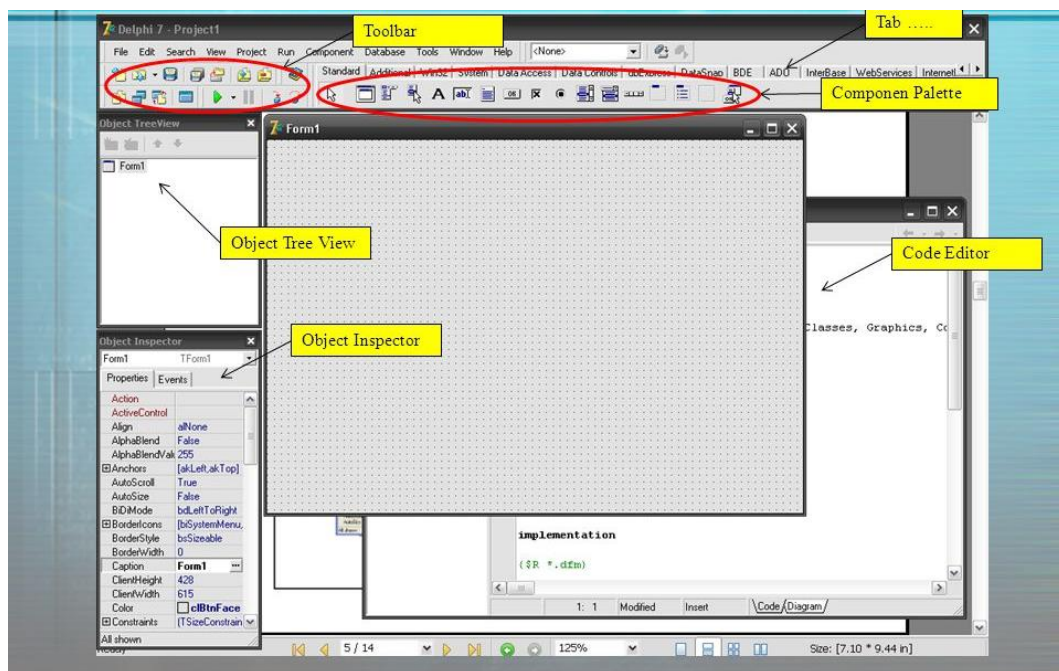 Delphi 7 - Project1
Toolbar
Tab .....
File Edit Search View Project Run Component Database Tools Window Help <None>
Standard Additional Win32 System Data Access Data Controls dbExpress DataSnap BDE ADO InterBase WebServices
Componen Palette
Object TreeView
Form1
Form1
Object Tree View
Code Editor
Classes, Graphics,
Object Inspector
Object Inspector
Form1 TForm1
Properties Events
Action
ActiveControl
Align alNone
AlphaBlend False
AlphaBlendVal 255
Anchors [akLeft,akTop]
AutoScroll True
AutoSize False
BiDiMode bdLeftToRight
BorderIcons [biSystemMenu,
BorderStyle bsSizeable
BorderWidth 0
Caption Form1
ClientHeight 428
ClientWidth 615
Color clBtnFace
Constraints (TSizeConstrain
All shown
implementation
{$R *.dfm}
1: 1 Modified Insert Code Diagram
5 / 14 125% Size: [7.10 * 9.44 in]